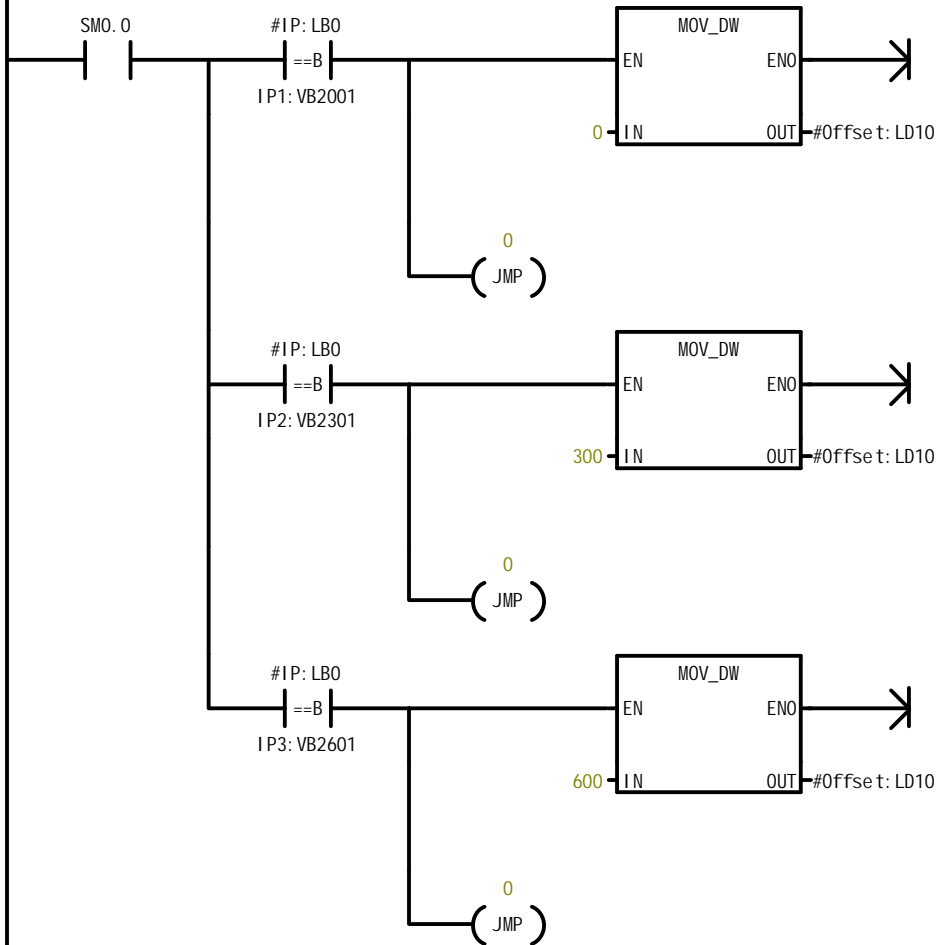 SM0.0 #IP:LB0 MOV_DW
==B EN ENO
IP1:VB2001
0 IN OUT #Offset:LD10
0
JMP
#IP:LB0 MOV_DW
==B EN ENO
IP2:VB2301
300 IN OUT #Offset:LD10
0
JMP
#IP:LB0 MOV_DW
==B EN ENO
IP3:VB2601
600 IN OUT #Offset:LD10
0
JMP